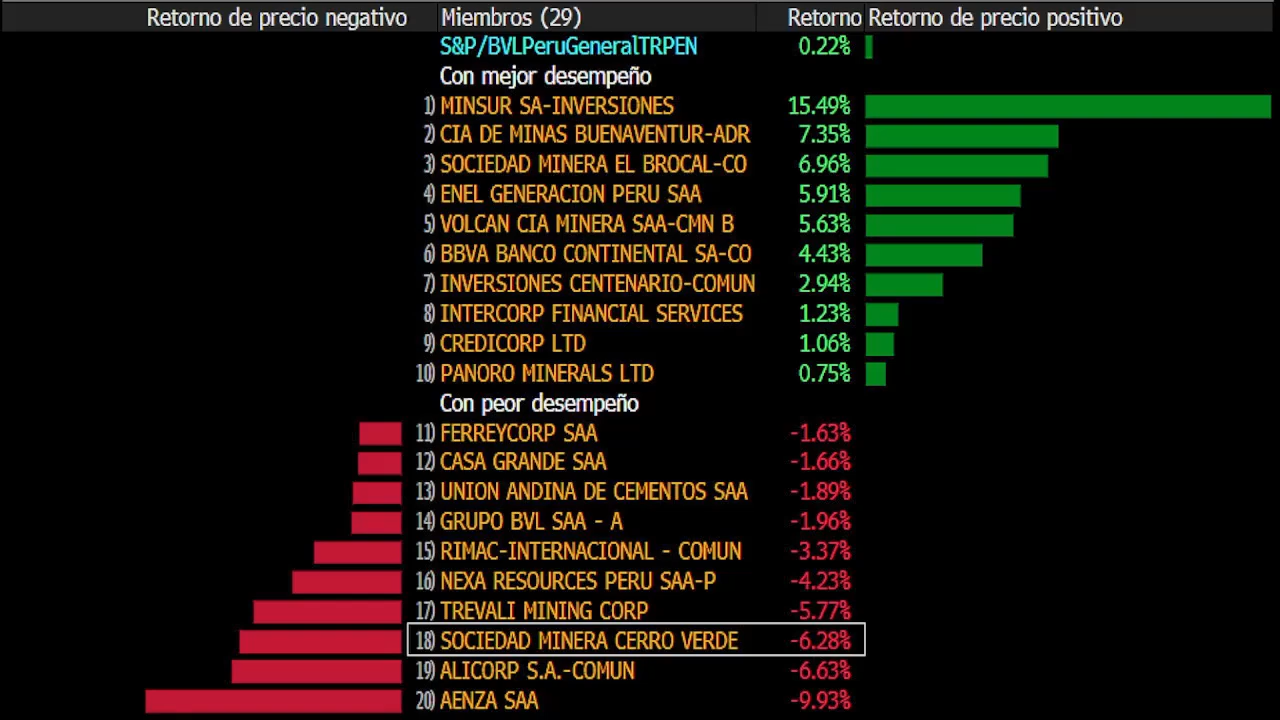 Retorno de precio negativo Miembros (29) Retorno Retorno de precio positivo
S&P/BVLPeruGeneralTRPEN 0.22%
Con mejor desempeño
1) MINSUR SA-INVERSIONES 15.49%
2) CIA DE MINAS BUENAVENTUR-ADR 7.35%
3) SOCIEDAD MINERA EL BROCAL-CO 6.96%
4) ENEL GENERACION PERU SAA 5.91%
5) VOLCAN CIA MINERA SAA-CMN B 5.63%
6) BBVA BANCO CONTINENTAL SA-CO 4.43%
7) INVERSIONES CENTENARIO-COMUN 2.94%
8) INTERCORP FINANCIAL SERVICES 1.23%
9) CREDICORP LTD 1.06%
10) PANORO MINERALS LTD 0.75%
Con peor desempeño
11) FERREYCORP SAA -1.63%
12) CASA GRANDE SAA -1.66%
13) UNION ANDINA DE CEMENTOS SAA -1.89%
14) GRUPO BVL SAA - A -1.96%
15) RIMAC-INTERNACIONAL - COMUN -3.37%
16) NEXA RESOURCES PERU SAA-P -4.23%
17) TREVALI MINING CORP -5.77%
18) SOCIEDAD MINERA CERRO VERDE -6.28%
19) ALICORP S.A.-COMUN -6.63%
20) AENZA SAA -9.93%